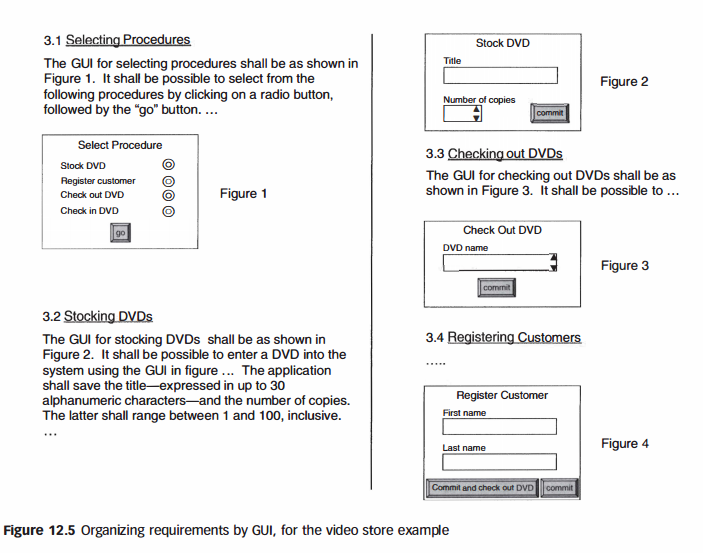 3.1 Selecting Procedures
The GUI for selecting procedures shall be as shown in
Figure 1. It shall be possible to select from the
following procedures by clicking on a radio button,
followed by the “go” button. …
Select Procedure
Stock DVD
Register customer
Check out DVD
Check in DVD
go
Figure 1
3.2 Stocking DVDs
The GUI for stocking DVDs shall be as shown in
Figure 2. It shall be possible to enter a DVD into the
system using the GUI in figure … The application
shall save the title—expressed in up to 30
alphanumeric characters—and the number of copies.
The latter shall range between 1 and 100, inclusive.
…
Stock DVD
Title
Number of copies
commit
Figure 2
3.3 Checking out DVDs
The GUI for checking out DVDs shall be as
shown in Figure 3. It shall be possible to …
Check Out DVD
DVD name
commit
Figure 3
3.4 Registering Customers
…..
Register Customer
First name
Last name
Commit and check out DVD commit
Figure 4
Figure 12.5 Organizing requirements by GUI, for the video store example